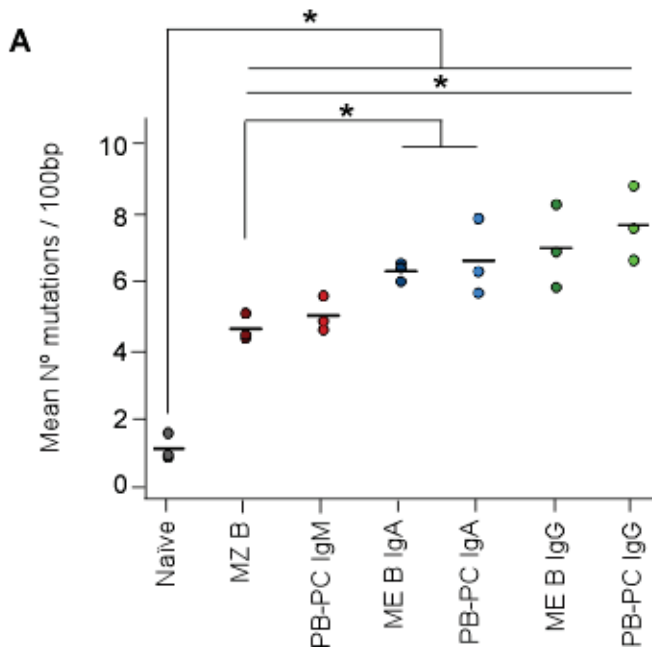 A
*
*
*
Mean Nº mutations / 100bp
10
8
6
4
2
0
Naïve
MZ B
PB-PC IgM
ME B IgA
PB-PC IgA
ME B IgG
PB-PC IgG